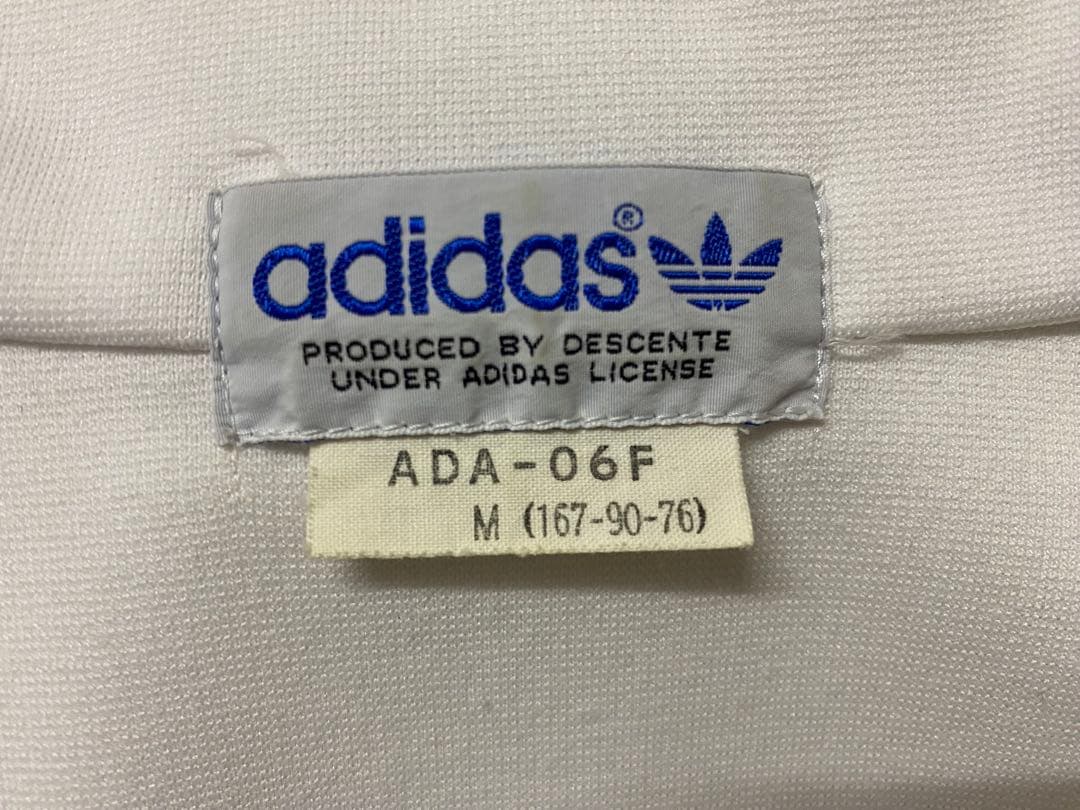 adidas®
PRODUCED BY DESCENTE
UNDER ADIDAS LICENSE
ADA-06F
M (167-90-76)